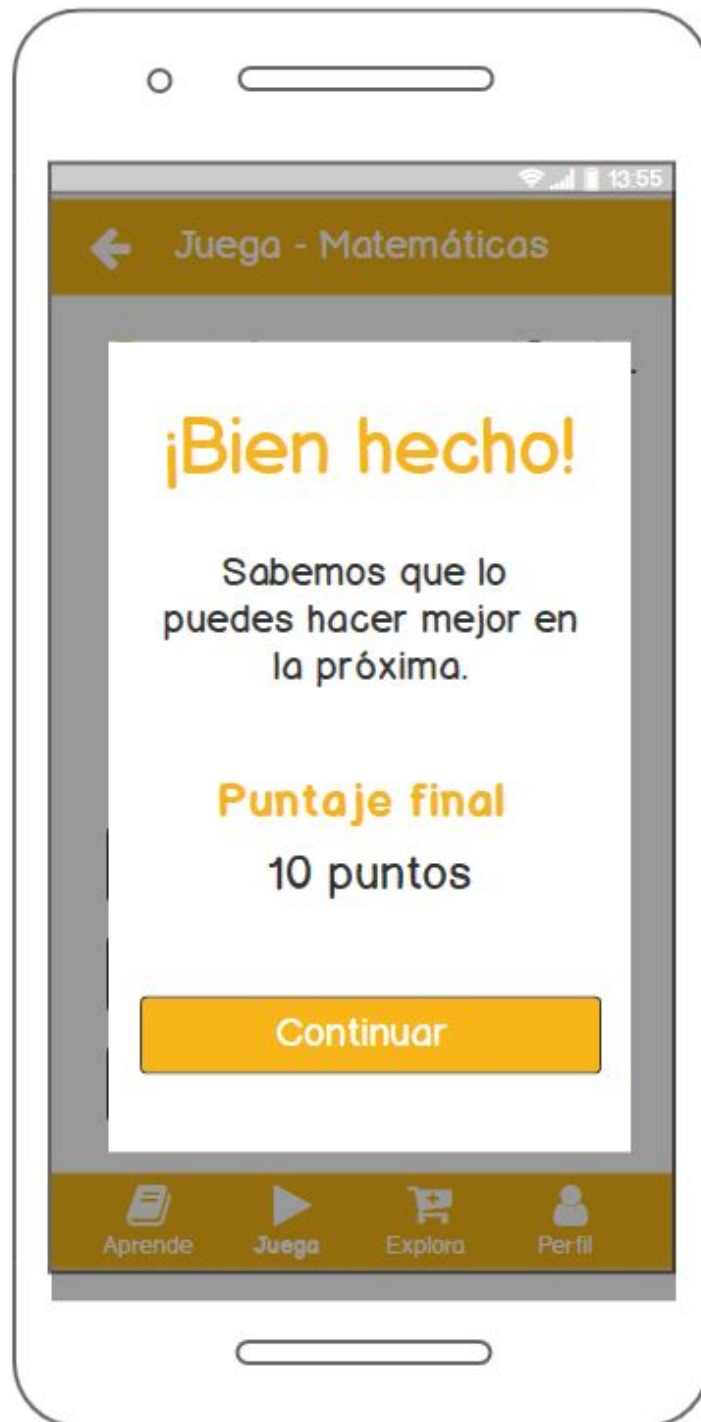 13:55
Juega - Matemáticas
¡Bien hecho!
Sabemos que lo
puedes hacer mejor en
la próxima.
Puntaje final
10 puntos
Continuar
Aprende Juega Explora Perfil